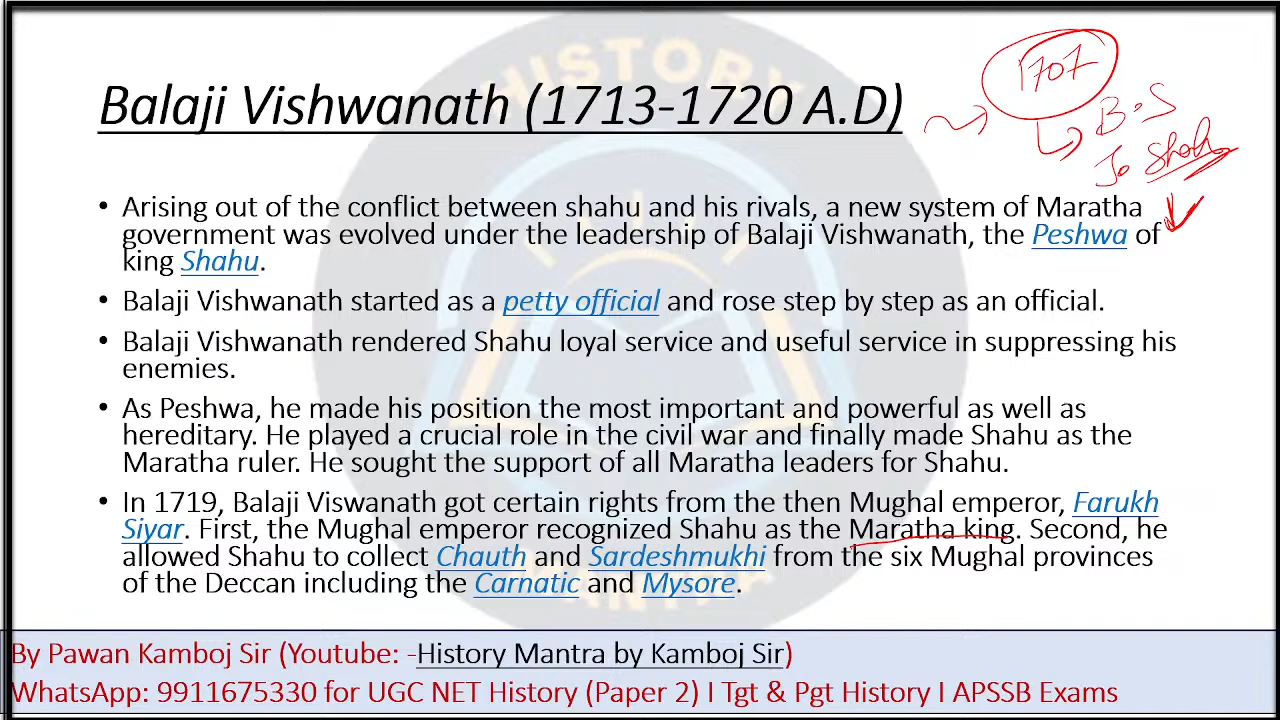 HISTORY
1707
B.S
To Shahu
Balaji Vishwanath (1713-1720 A.D)
• Arising out of the conflict between shahu and his rivals, a new system of Maratha
government was evolved under the leadership of Balaji Vishwanath, the Peshwa of
king Shahu.
• Balaji Vishwanath started as a petty official and rose step by step as an official.
• Balaji Vishwanath rendered Shahu loyal service and useful service in suppressing his
enemies.
• As Peshwa, he made his position the most important and powerful as well as
hereditary. He played a crucial role in the civil war and finally made Shahu as the
Maratha ruler. He sought the support of all Maratha leaders for Shahu.
• In 1719, Balaji Viswanath got certain rights from the then Mughal emperor, Farukh
Siyar. First, the Mughal emperor recognized Shahu as the Maratha king. Second, he
allowed Shahu to collect Chauth and Sardeshmukhi from the six Mughal provinces
of the Deccan including the Carnatic and Mysore.
MANTRA
By Pawan Kamboj Sir (Youtube: -History Mantra by Kamboj Sir)
WhatsApp: 9911675330 for UGC NET History (Paper 2) I Tgt & Pgt History I APSSB Exams